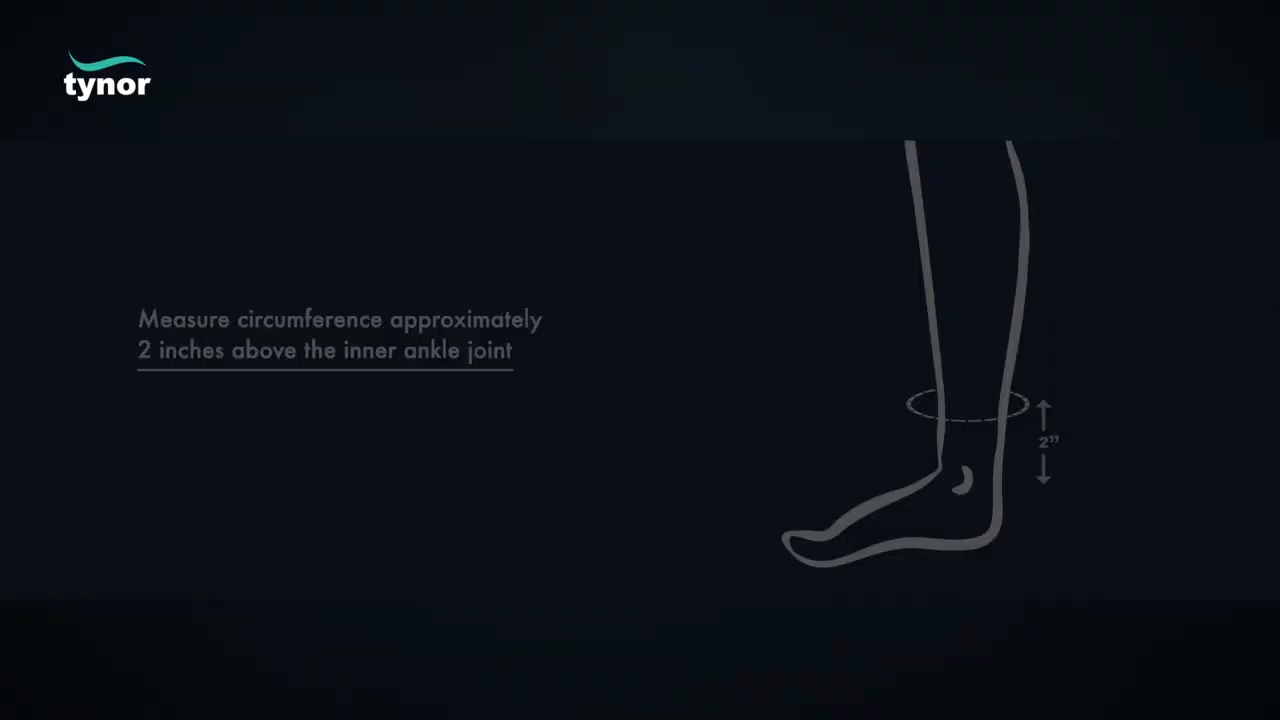 tynor
Measure circumference approximately
2 inches above the inner ankle joint
2”